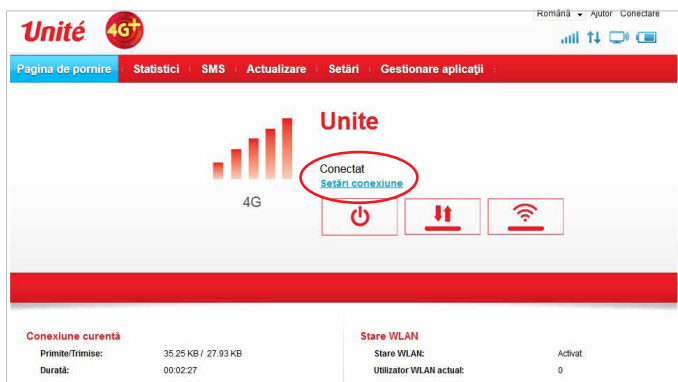 Română Ajutor Conectare
Unité 4G+
Pagina de pornire Statistici SMS Actualizare Setări Gestionare aplicaţii
Unite
Conectat
Setări conexiune
4G
Conexiune curentă
Primite/Trimise: 35.25 KB / 27.93 KB
Durată: 00:02:27
Stare WLAN
Stare WLAN: Activat
Utilizator WLAN actual: 0